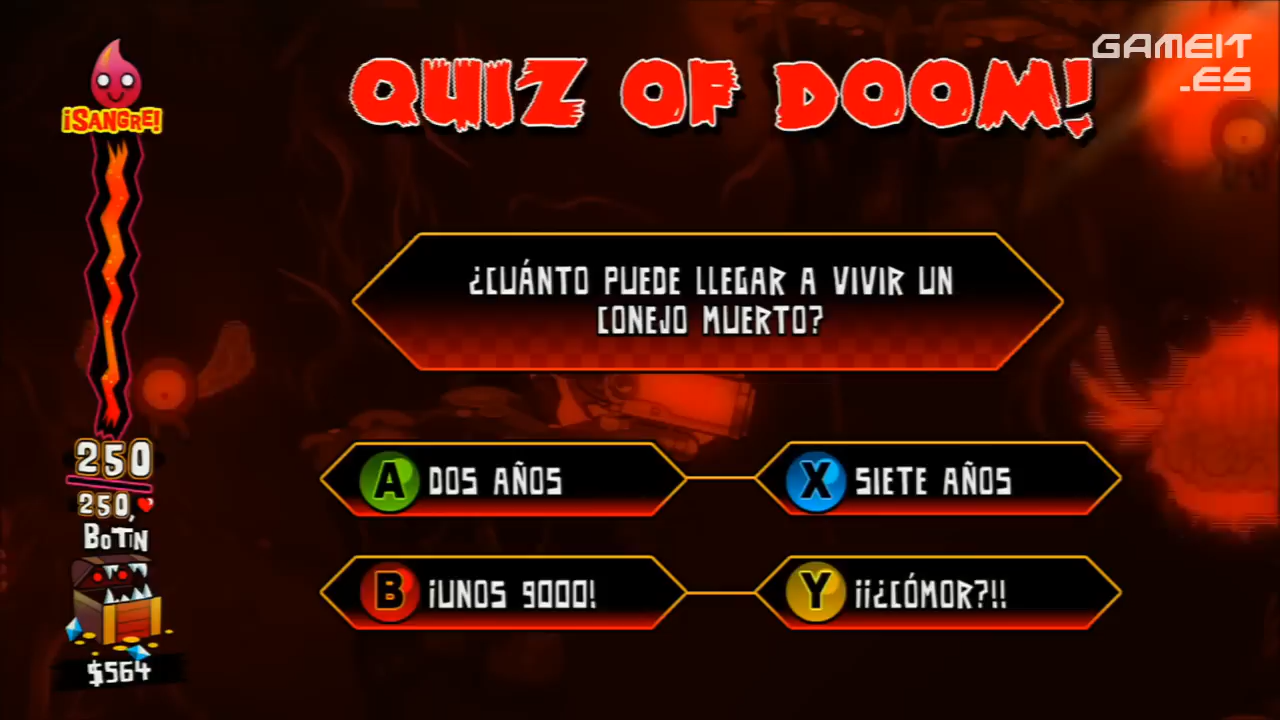 GAMEIT
.ES
¡SANGRE!
QUIZ OF DOOM!
¿CUÁNTO PUEDE LLEGAR A VIVIR UN
CONEJO MUERTO?
250
250,
BOTIN
$564
A DOS AÑOS
X SIETE AÑOS
B ¡UNOS 9000!
Y ¡¡¿CÓMOR?!!